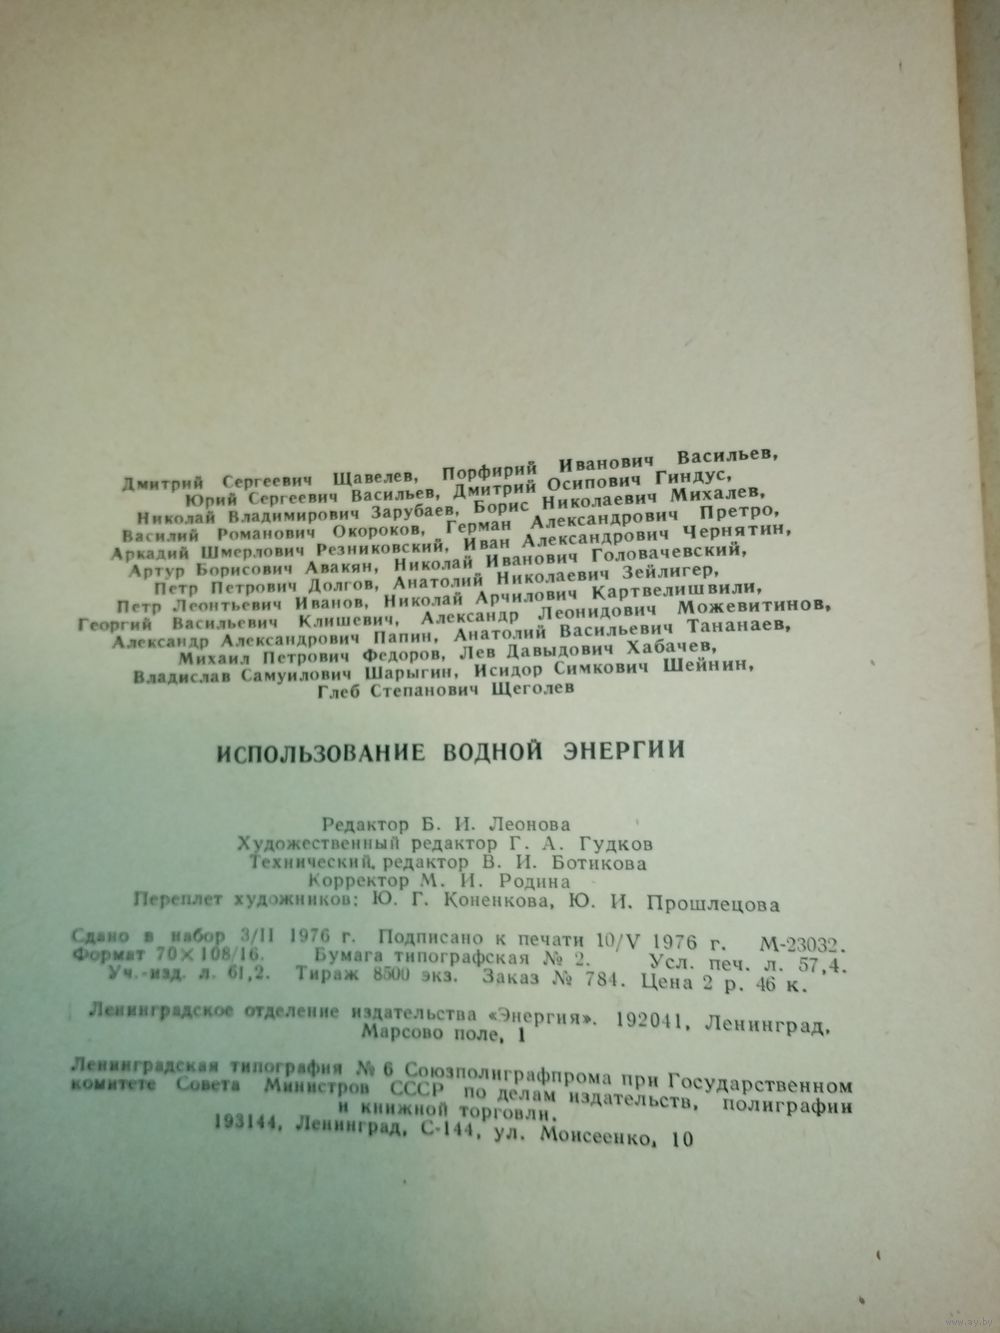 Дмитрий Сергеевич Щавелев, Порфирий Иванович Васильев,
Юрий Сергеевич Васильев, Дмитрий Осипович Гиндус,
Николай Владимирович Зарубаев, Борис Николаевич Михалев,
Василий Романович Окороков, Герман Александрович Претро,
Аркадий Шмерлович Резниковский, Иван Александрович Чернятин,
Артур Борисович Авакян, Николай Иванович Головачевский,
Петр Петрович Долгов, Анатолий Николаевич Зейлигер,
Петр Леонтьевич Иванов, Николай Арчилович Картвелишвили,
Георгий Васильевич Клишевич, Александр Леонидович Можевитинов,
Александр Александрович Папин, Анатолий Васильевич Тананаев,
Михаил Петрович Федоров, Лев Давыдович Хабачев,
Владислав Самуилович Шарыгин, Исидор Симкович Шейнин,
Глеб Степанович Щеголев
ИСПОЛЬЗОВАНИЕ ВОДНОЙ ЭНЕРГИИ
Редактор Б. И. Леонова
Художественный редактор Г. А. Гудков
Технический редактор В. И. Ботикова
Корректор М. И. Родина
Переплет художников: Ю. Г. Коненкова, Ю. И. Прошлецова
Сдано в набор 3/II 1976 г. Подписано к печати 10/V 1976 г. М-23032.
Формат 70×108/16. Бумага типографская № 2. Усл. печ. л. 57,4.
Уч.-изд. л. 61,2. Тираж 8500 экз. Заказ № 784. Цена 2 р. 46 к.
Ленинградское отделение издательства «Энергия». 192041, Ленинград,
Марсово поле, 1
Ленинградская типография № 6 Союзполиграфпрома при Государственном
комитете Совета Министров СССР по делам издательств, полиграфии
и книжной торговли.
193144, Ленинград, С-144, ул. Моисеенко, 10
www.ay.by